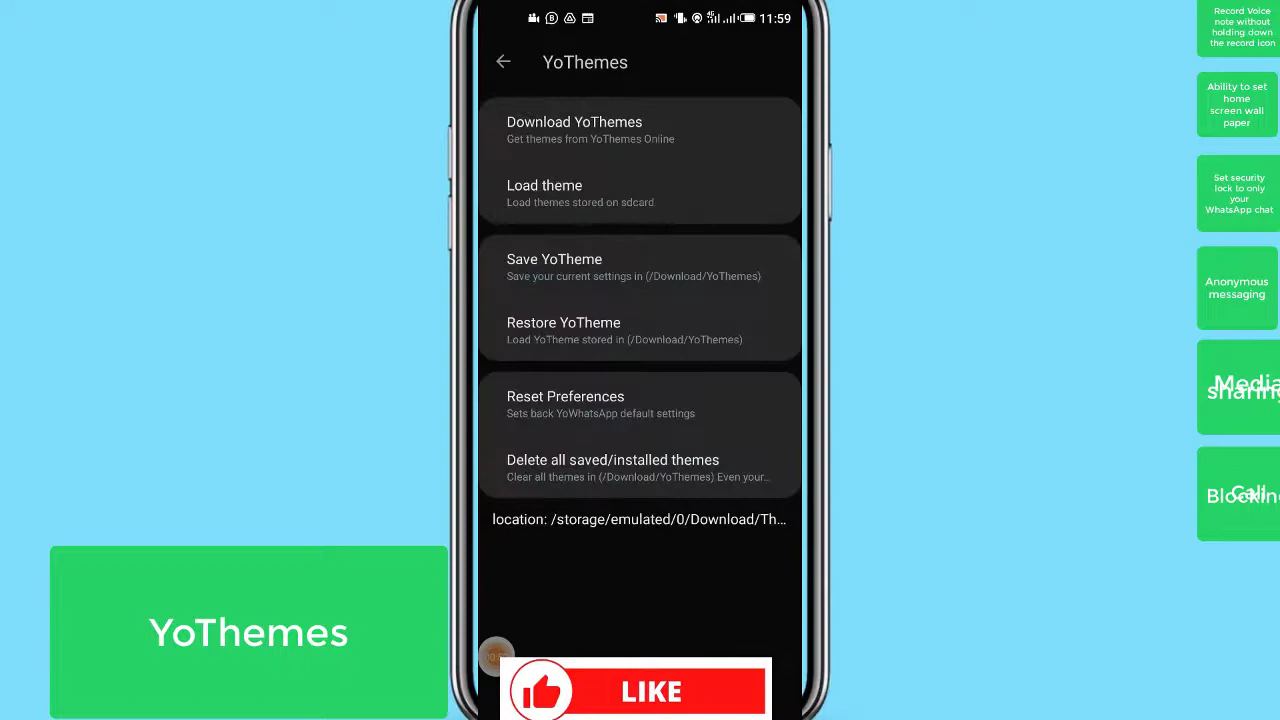 11:59
YoThemes
Download YoThemes
Get themes from YoThemes Online
Load theme
Load themes stored on sdcard
Save YoTheme
Save your current settings in (/Download/YoThemes)
Restore YoTheme
Load YoTheme stored in (/Download/YoThemes)
Reset Preferences
Sets back YoWhatsApp default settings
Delete all saved/installed themes
Clear all themes in (/Download/YoThemes) Even your...
location: /storage/emulated/0/Download/Th...
LIKE
YoThemes
Record Voice
note without
holding down
the record icon
Ability to set
home
screen wall
paper
Set security
lock to only
your
WhatsApp chat
Anonymous
messaging
Media
sharing
Call
Blocking